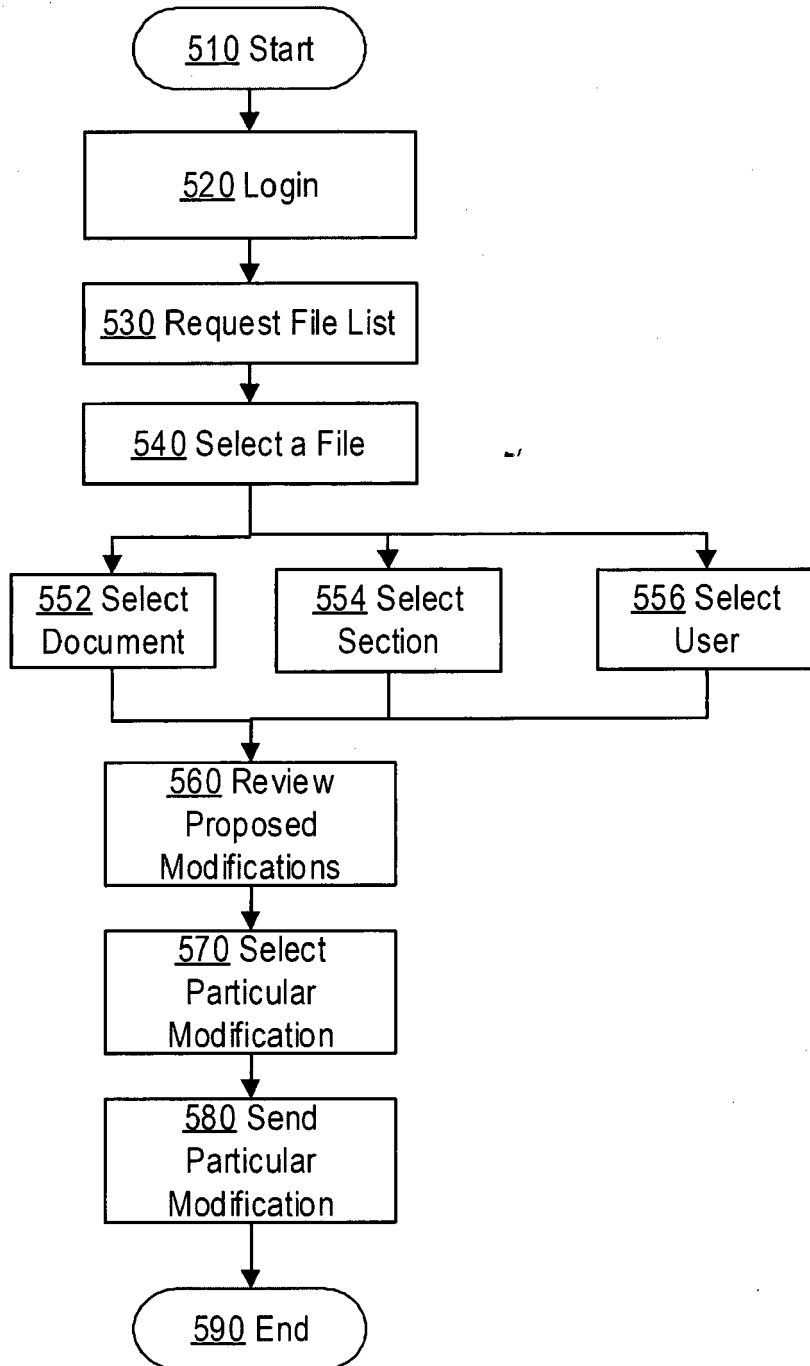 510 Start
520 Login
530 Request File List
540 Select a File
552 Select
Document
554 Select
Section
556 Select
User
560 Review
Proposed
Modifications
570 Select
Particular
Modification
580 Send
Particular
Modification
590 End